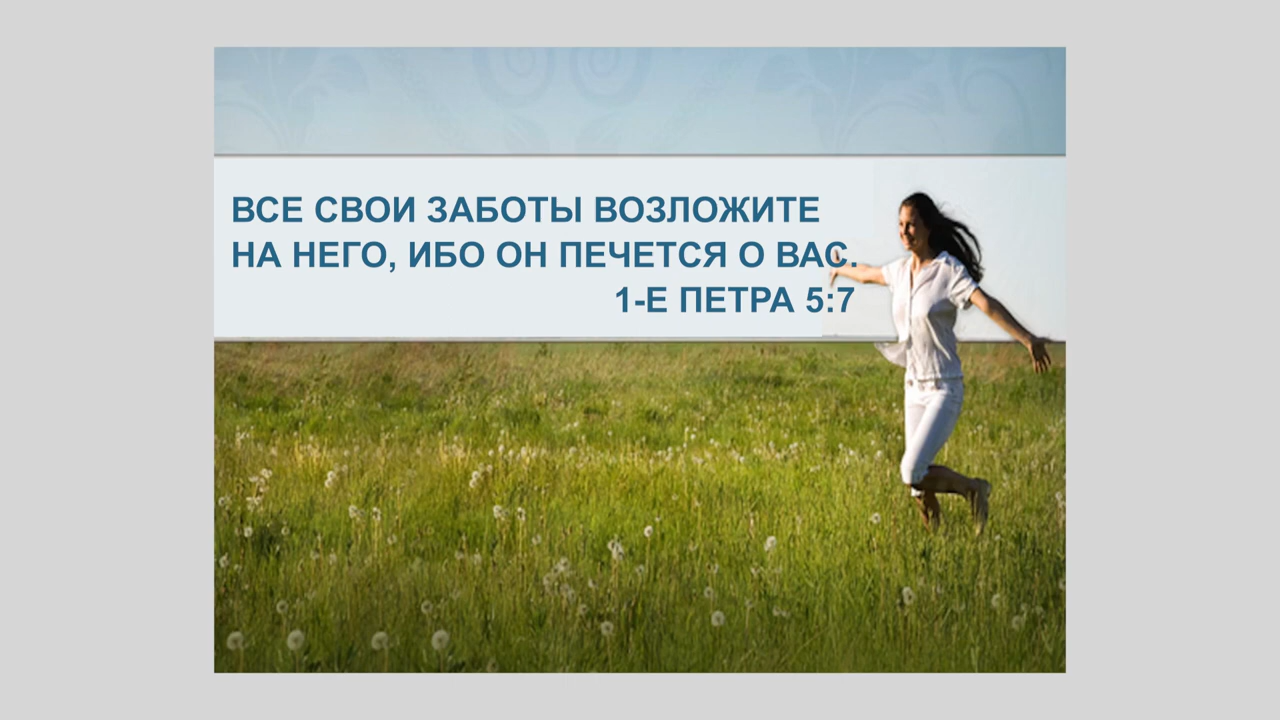 ВСЕ СВОИ ЗАБОТЫ ВОЗЛОЖИТЕ
НА НЕГО, ИБО ОН ПЕЧЕТСЯ О ВАС.
1-Е ПЕТРА 5:7